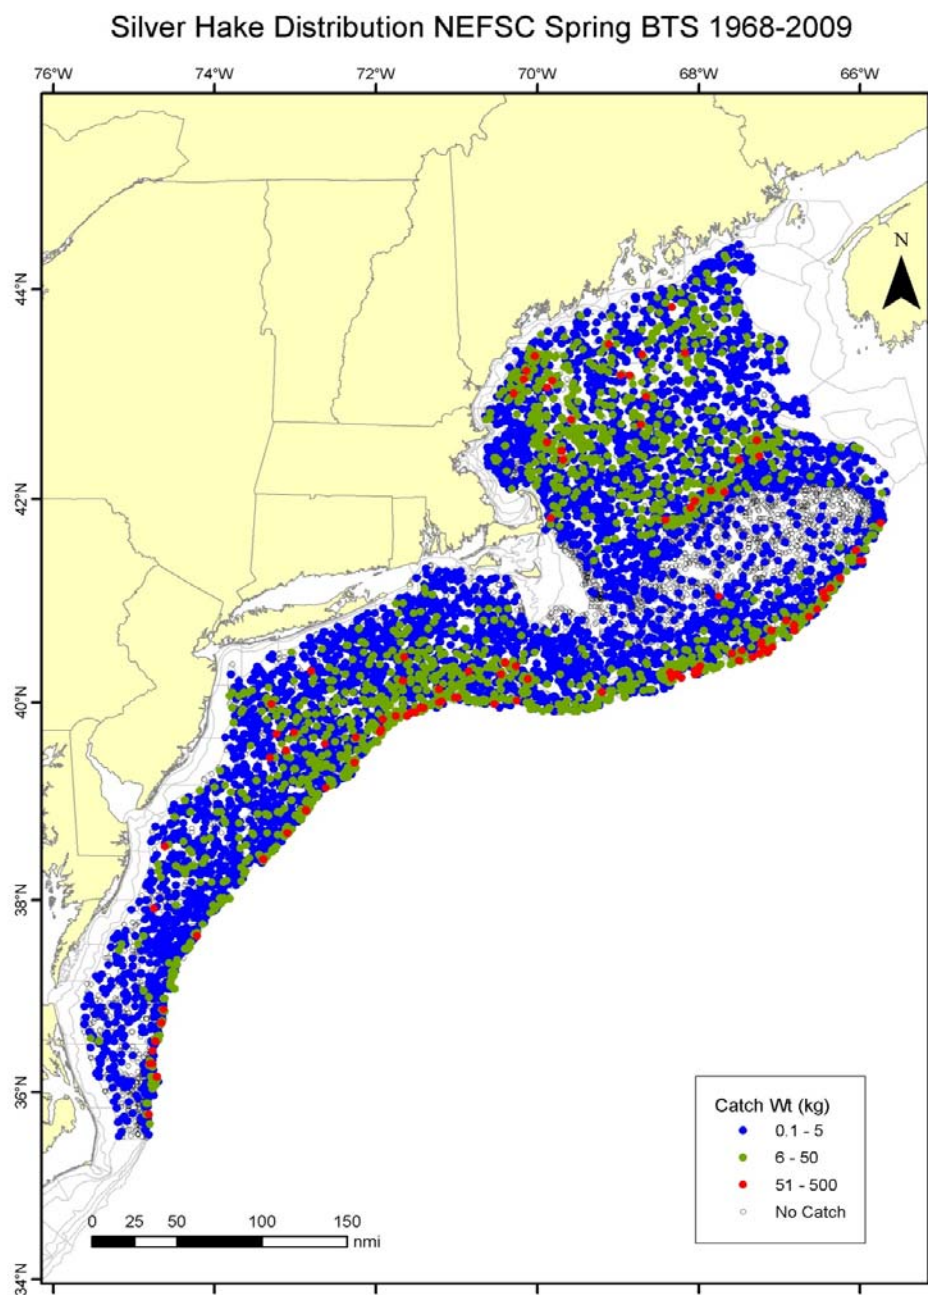 Silver Hake Distribution NEFSC Spring BTS 1968-2009
76°W 74°W 72°W 70°W 68°W 66°W
N
44°N
42°N
40°N
38°N
36°N
34°N
Catch Wt (kg)
0.1 - 5
6 - 50
51 - 500
No Catch
0 25 50 100 150
nmi